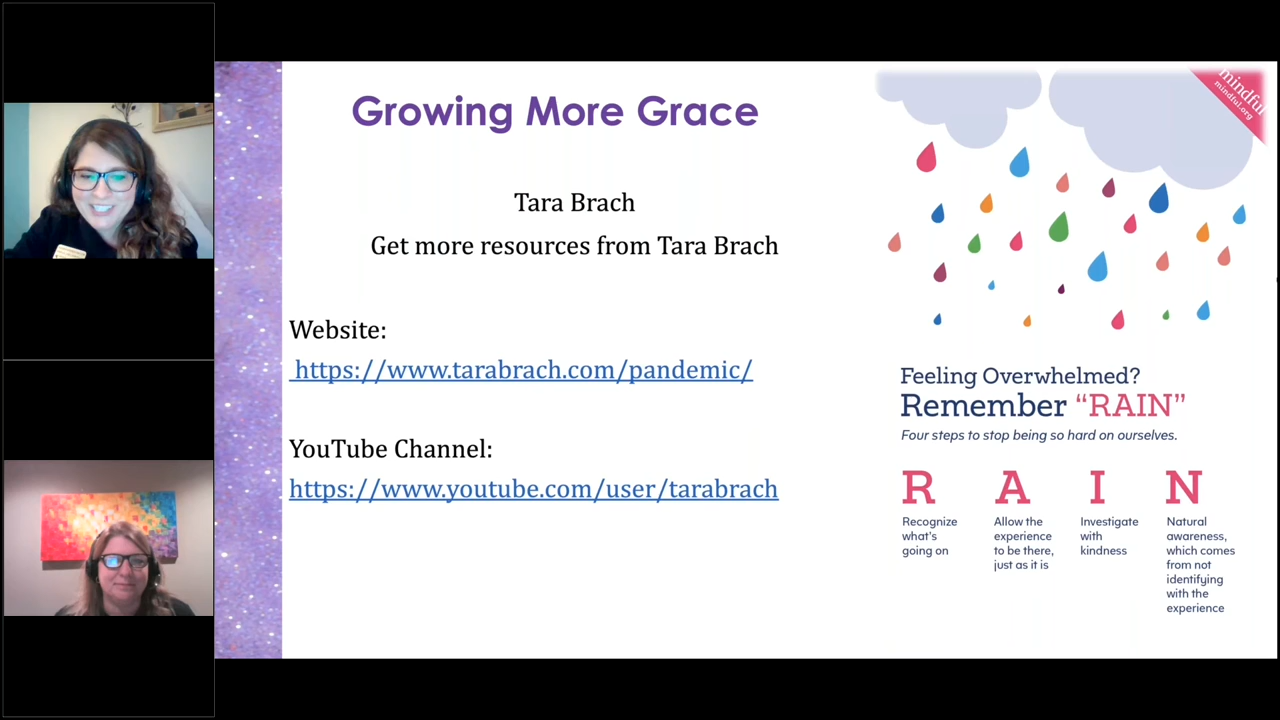 Growing More Grace
Tara Brach
Get more resources from Tara Brach
Website:
https://www.tarabrach.com/pandemic/
YouTube Channel:
https://www.youtube.com/user/tarabrach
mindful
mindful.org
Feeling Overwhelmed?
Remember “RAIN”
Four steps to stop being so hard on ourselves.
R
Recognize
what's
going on
A
Allow the
experience
to be there,
just as it is
I
Investigate
with
kindness
N
Natural
awareness,
which comes
from not
identifying
with the
experience